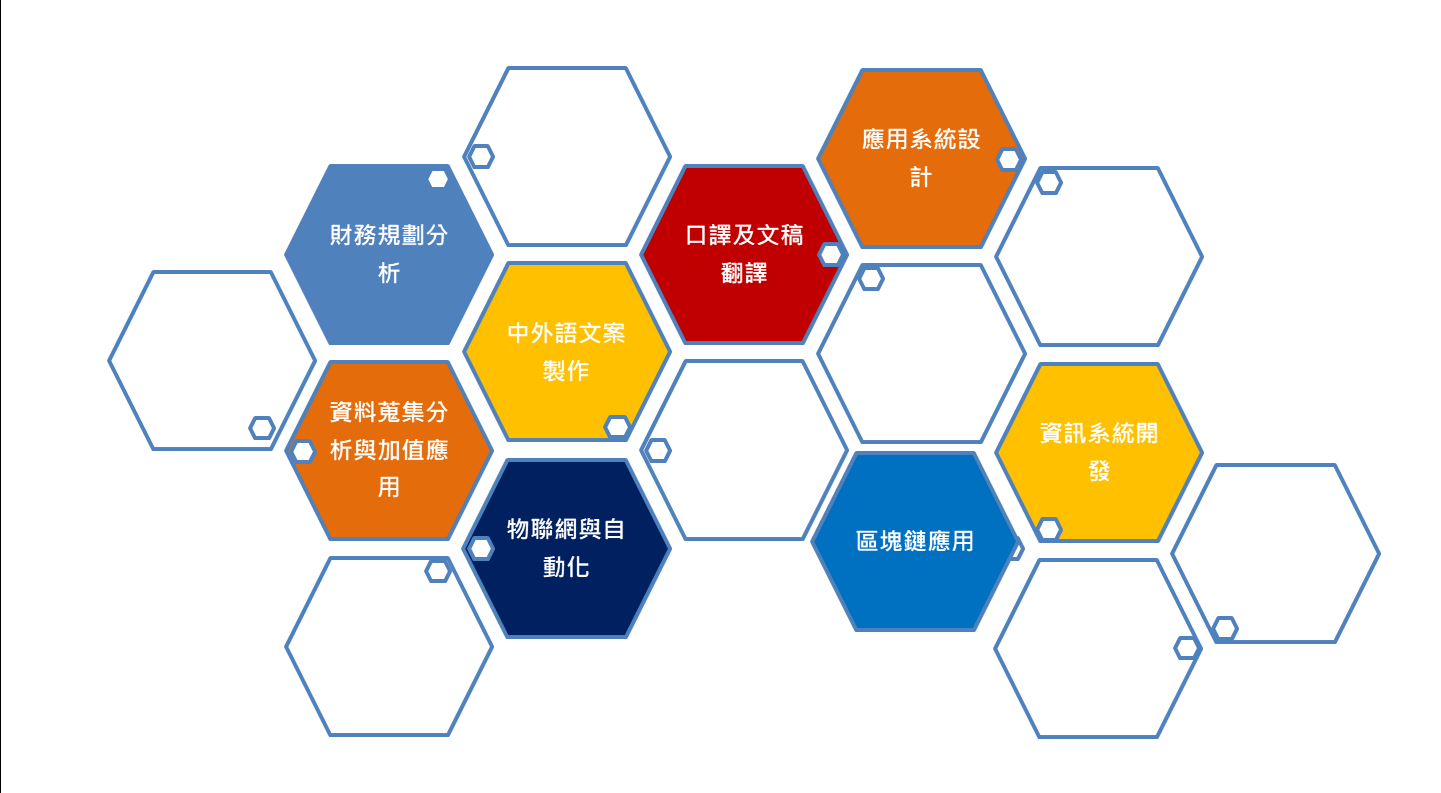 應用系統設
計
財務規劃分
析
口譯及文稿
翻譯
中外語文案
製作
資料蒐集分
析與加值應
用
資訊系統開
發
物聯網與自
動化
區塊鏈應用